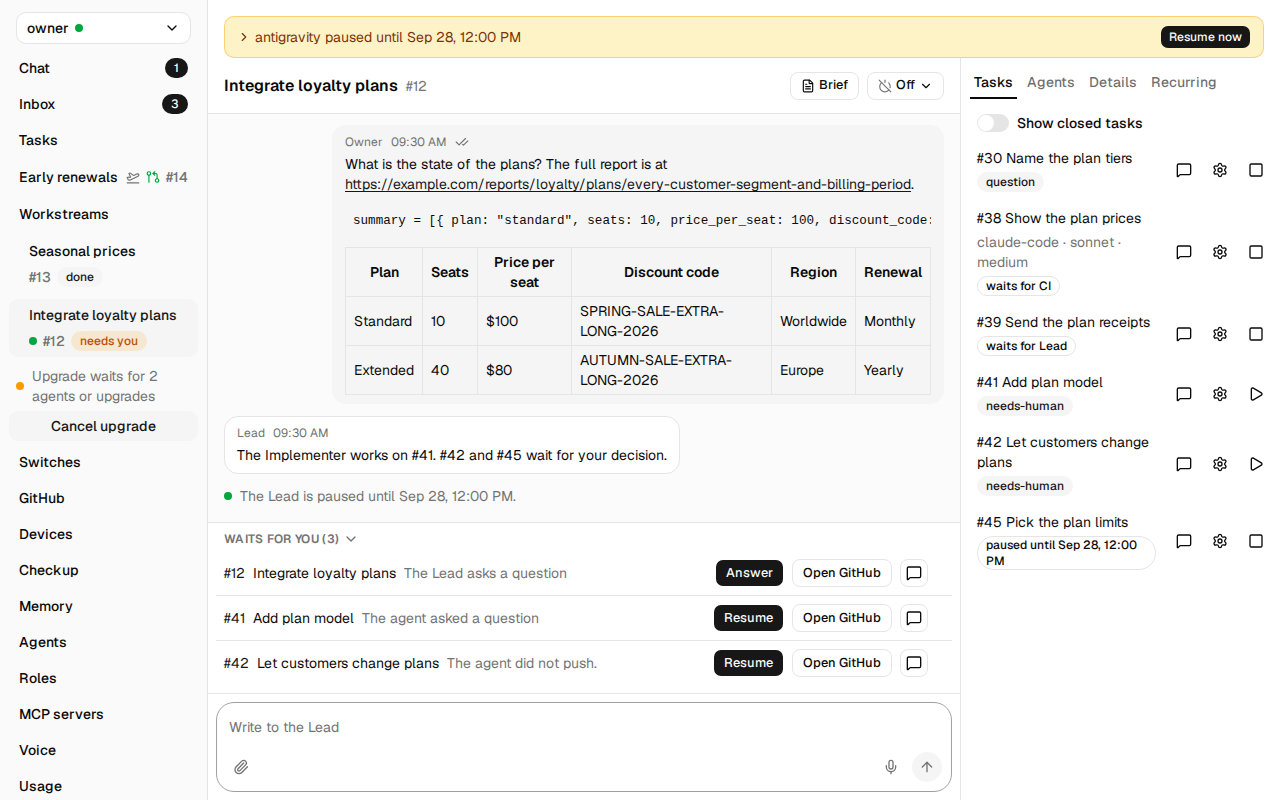 owner
Chat 1
Inbox 3
Tasks
Early renewals #14
Workstreams
Seasonal prices
#13 done
Integrate loyalty plans
#12 needs you
Upgrade waits for 2
agents or upgrades
Cancel upgrade
Switches
GitHub
Devices
Checkup
Memory
Agents
Roles
MCP servers
Voice
Usage
antigravity paused until Sep 28, 12:00 PM Resume now
Integrate loyalty plans #12 Brief Off
Owner 09:30 AM
What is the state of the plans? The full report is at
https://example.com/reports/loyalty/plans/every-customer-segment-and-billing-period.
summary = [{ plan: "standard", seats: 10, price_per_seat: 100, discount_code:
Plan Seats Price per seat Discount code Region Renewal
Standard 10 $100 SPRING-SALE-EXTRA-LONG-2026 Worldwide Monthly
Extended 40 $80 AUTUMN-SALE-EXTRA-LONG-2026 Europe Yearly
Lead 09:30 AM
The Implementer works on #41. #42 and #45 wait for your decision.
The Lead is paused until Sep 28, 12:00 PM.
WAITS FOR YOU (3)
#12 Integrate loyalty plans The Lead asks a question Answer Open GitHub
#41 Add plan model The agent asked a question Resume Open GitHub
#42 Let customers change plans The agent did not push. Resume Open GitHub
Write to the Lead
Tasks Agents Details Recurring
Show closed tasks
#30 Name the plan tiers
question
#38 Show the plan prices
claude-code · sonnet ·
medium
waits for CI
#39 Send the plan receipts
waits for Lead
#41 Add plan model
needs-human
#42 Let customers change
plans
needs-human
#45 Pick the plan limits
paused until Sep 28, 12:00
PM